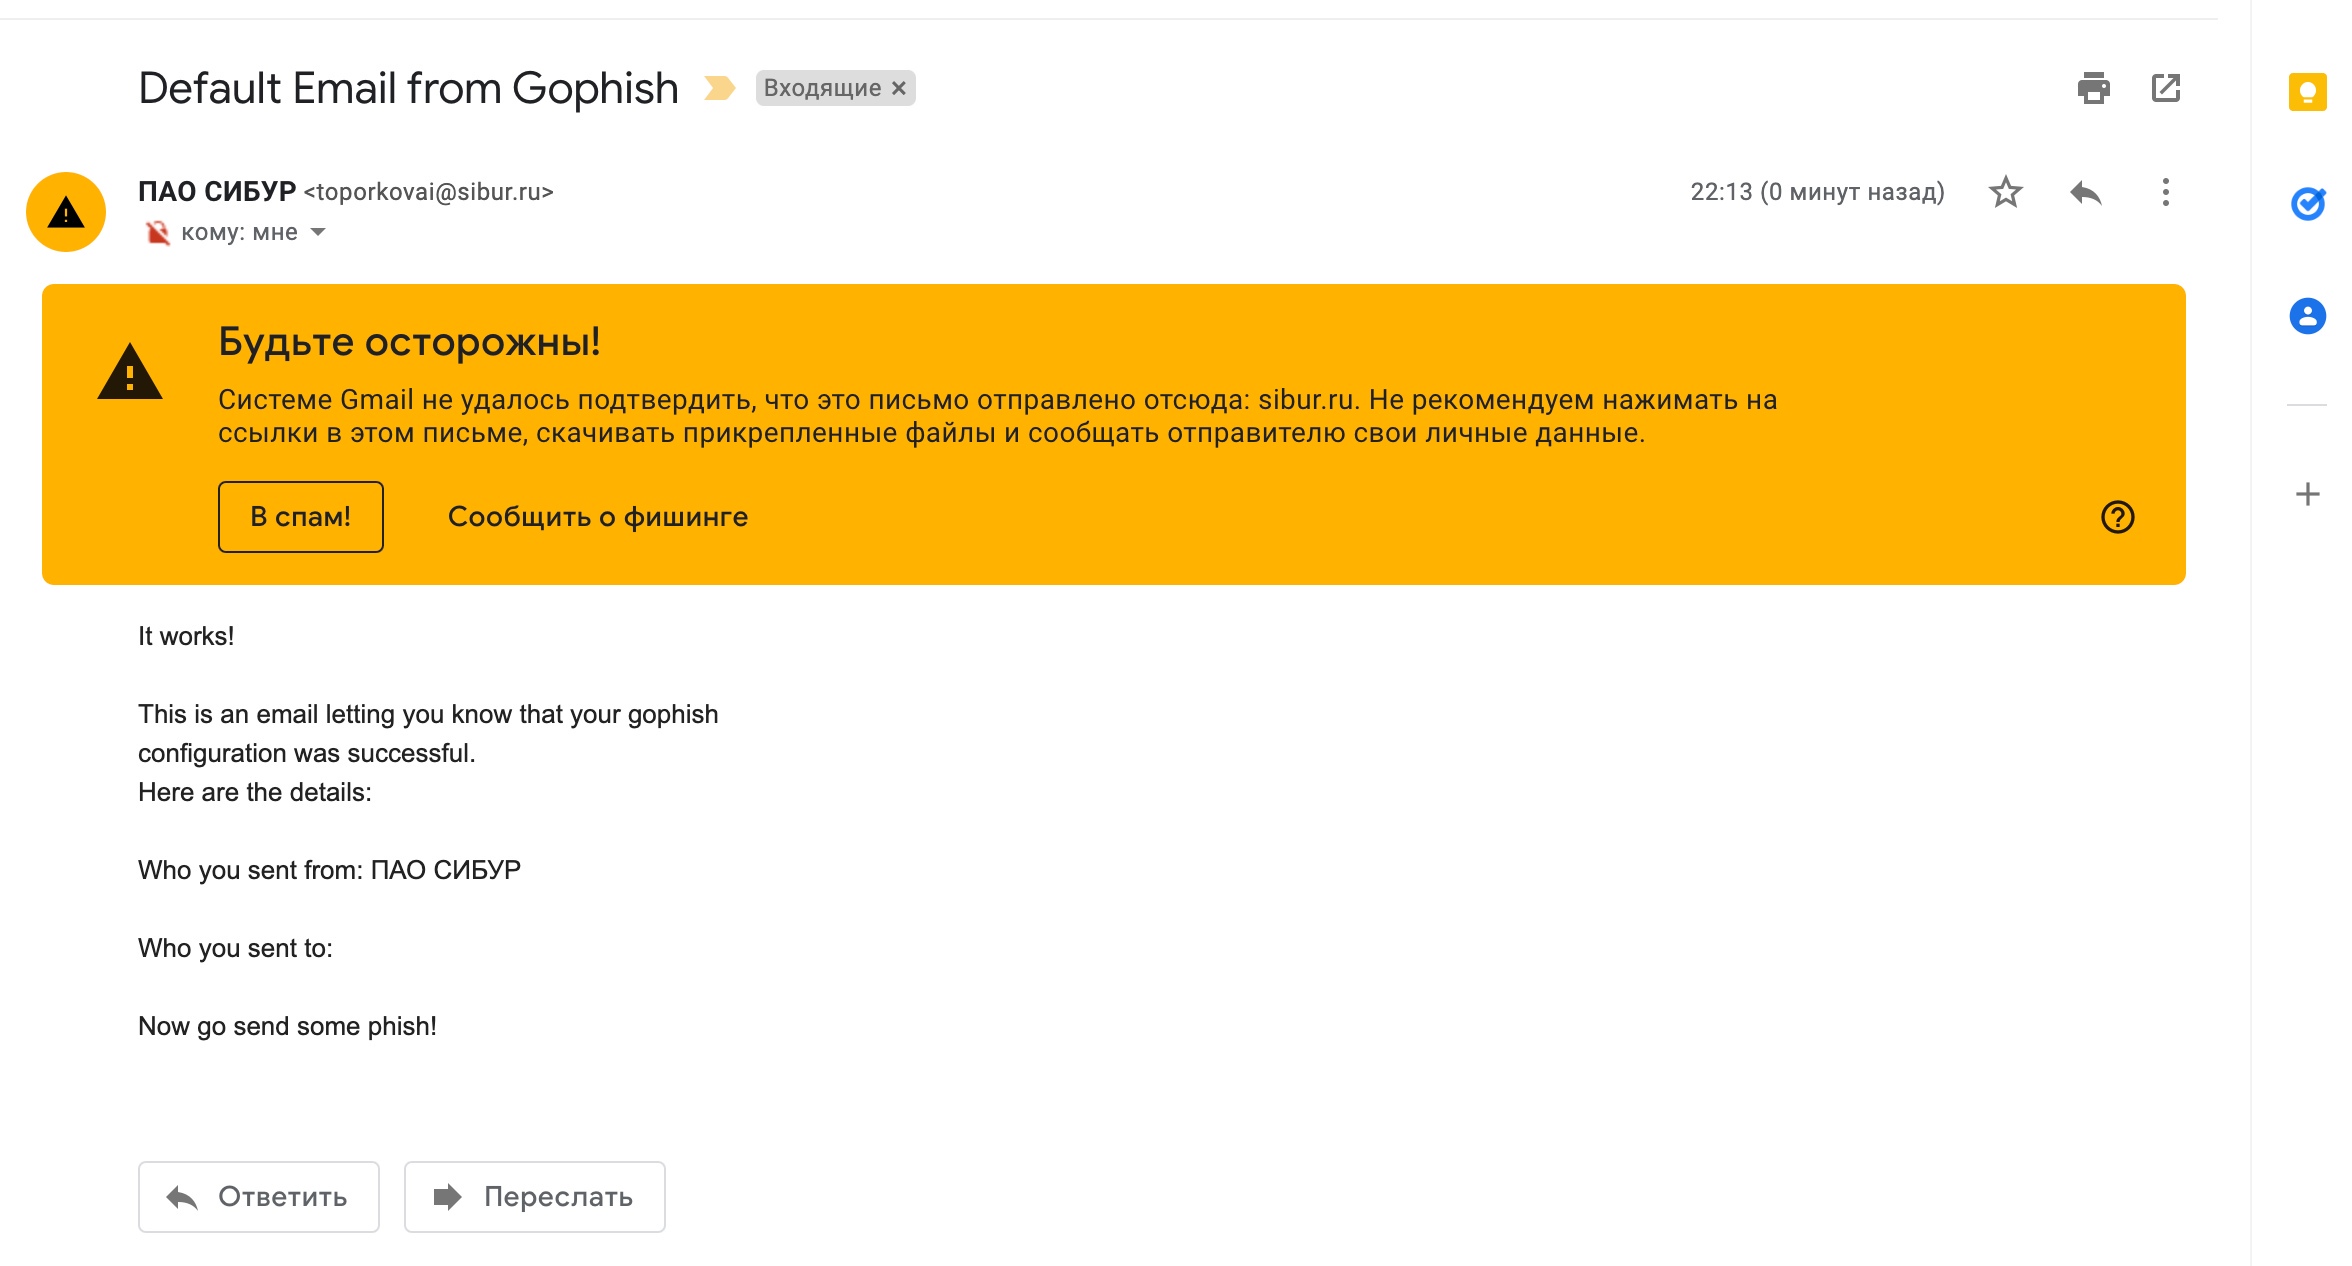 Default Email from Gophish Входящие ×
ПАО СИБУР <toporkovai@sibur.ru> 22:13 (0 минут назад)
кому: мне
Будьте осторожны!
Системе Gmail не удалось подтвердить, что это письмо отправлено отсюда: sibur.ru. Не рекомендуем нажимать на
ссылки в этом письме, скачивать прикрепленные файлы и сообщать отправителю свои личные данные.
В спам! Сообщить о фишинге
It works!
This is an email letting you know that your gophish
configuration was successful.
Here are the details:
Who you sent from: ПАО СИБУР
Who you sent to:
Now go send some phish!
Ответить Переслать